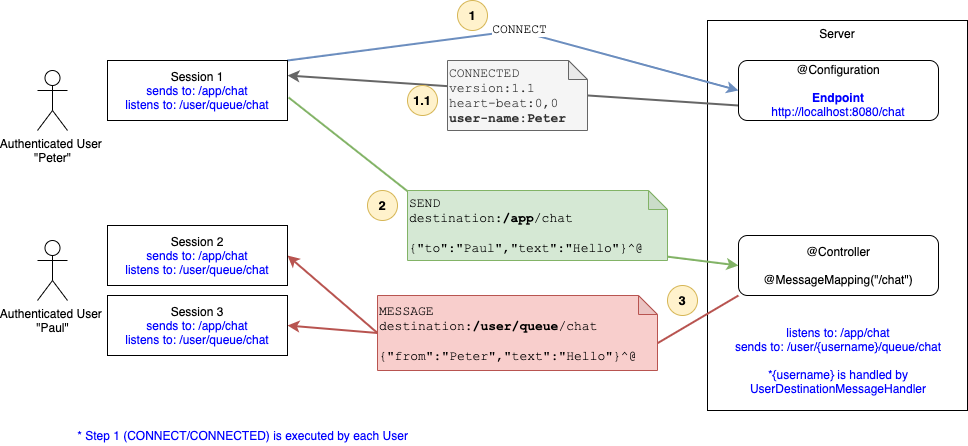 1
CONNECT
Server
Session 1
sends to: /app/chat
listens to: /user/queue/chat
CONNECTED
version:1.1
heart-beat:0,0
user-name:Peter
1.1
@Configuration
Endpoint
http://localhost:8080/chat
Authenticated User
"Peter"
2
SEND
destination:/app/chat
{"to":"Paul","text":"Hello"}^@
Session 2
sends to: /app/chat
listens to: /user/queue/chat
@Controller
@MessageMapping("/chat")
Authenticated User
"Paul"
Session 3
sends to: /app/chat
listens to: /user/queue/chat
3
MESSAGE
destination:/user/queue/chat
{"from":"Peter","text":"Hello"}^@
listens to: /app/chat
sends to: /user/{username}/queue/chat
*{username} is handled by
UserDestinationMessageHandler
* Step 1 (CONNECT/CONNECTED) is executed by each User